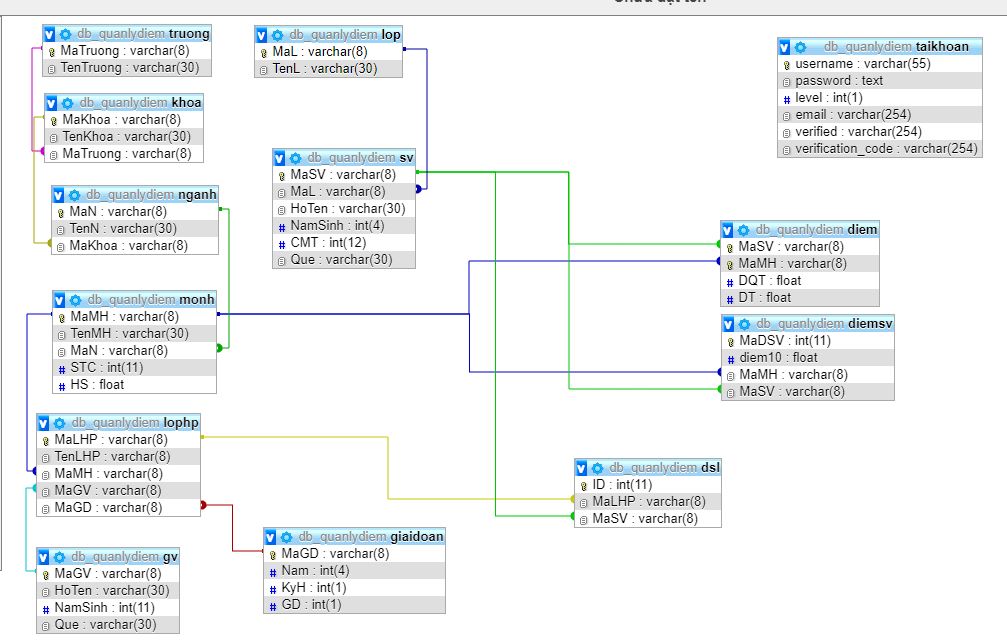 db_quanlydiem truong
MaTruong : varchar(8)
TenTruong : varchar(30)
db_quanlydiem khoa
MaKhoa : varchar(8)
TenKhoa : varchar(30)
MaTruong : varchar(8)
db_quanlydiem nganh
MaN : varchar(8)
TenN : varchar(30)
MaKhoa : varchar(8)
db_quanlydiem monh
MaMH : varchar(8)
TenMH : varchar(30)
MaN : varchar(8)
STC : int(11)
HS : float
db_quanlydiem lophp
MaLHP : varchar(8)
TenLHP : varchar(8)
MaMH : varchar(8)
MaGV : varchar(8)
MaGD : varchar(8)
db_quanlydiem gv
MaGV : varchar(8)
HoTen : varchar(30)
NamSinh : int(11)
Que : varchar(30)
db_quanlydiem lop
MaL : varchar(8)
TenL : varchar(30)
db_quanlydiem sv
MaSV : varchar(8)
MaL : varchar(8)
HoTen : varchar(30)
NamSinh : int(4)
CMT : int(12)
Que : varchar(30)
db_quanlydiem giaidoan
MaGD : varchar(8)
Nam : int(4)
KyH : int(1)
GD : int(1)
db_quanlydiem taikhoan
username : varchar(55)
password : text
level : int(1)
email : varchar(254)
verified : varchar(254)
verification_code : varchar(254)
db_quanlydiem diem
MaSV : varchar(8)
MaMH : varchar(8)
DQT : float
DT : float
db_quanlydiem diemsv
MaDSV : int(11)
diem10 : float
MaMH : varchar(8)
MaSV : varchar(8)
db_quanlydiem dsl
ID : int(11)
MaLHP : varchar(8)
MaSV : varchar(8)